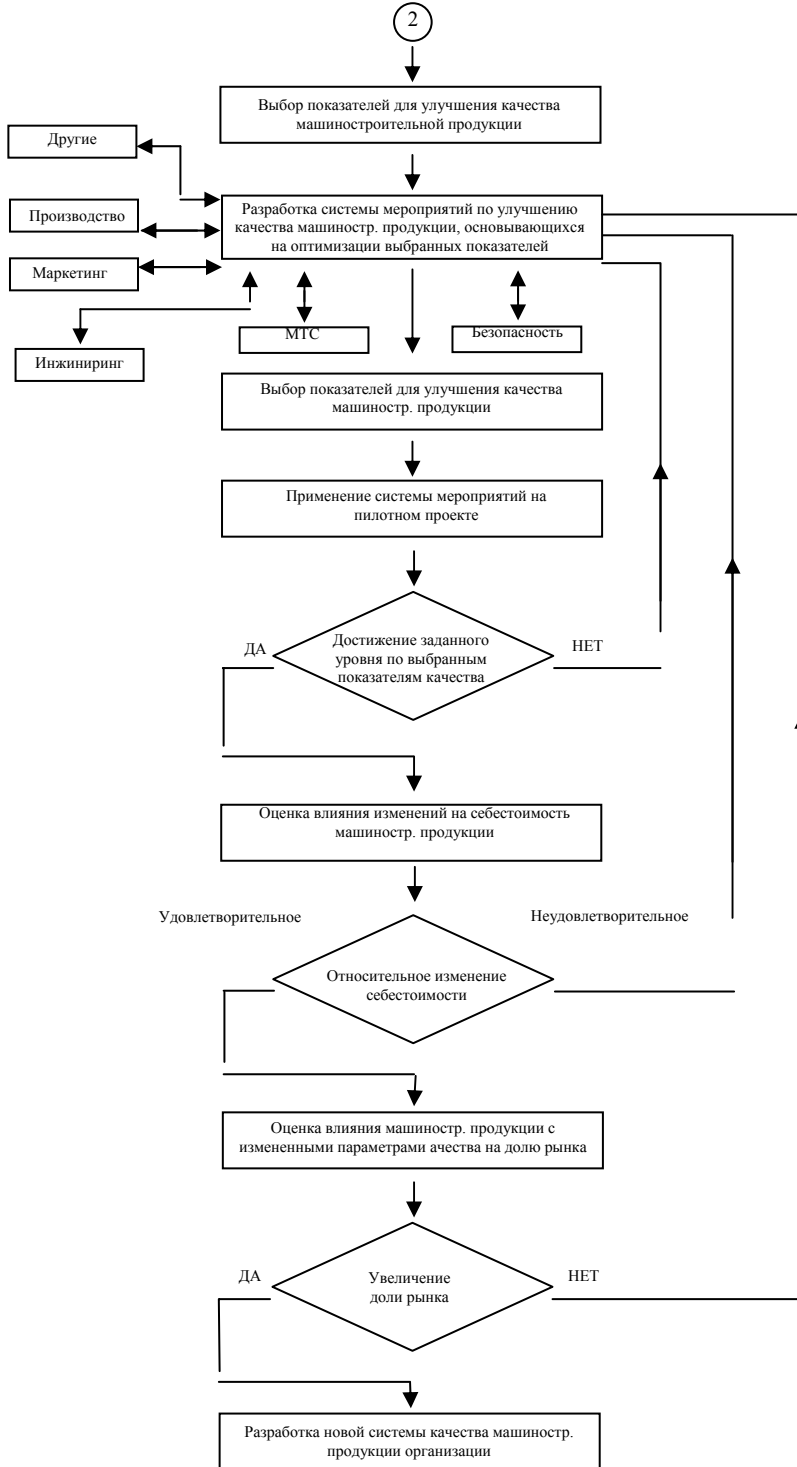 2
Выбор показателей для улучшения качества
машиностроительной продукции
Другие
Производство
Маркетинг
Инжиниринг
Разработка системы мероприятий по улучшению
качества машиностр. продукции, основывающихся
на оптимизации выбранных показателей
МТС
Безопасность
Выбор показателей для улучшения качества
машиностр. продукции
Применение системы мероприятий на
пилотном проекте
ДА
Достижение заданного
уровня по выбранным
показателям качества
НЕТ
Оценка влияния изменений на себестоимость
машиностр. продукции
Удовлетворительное
Неудовлетворительное
Относительное изменение
себестоимости
Оценка влияния машиностр. продукции с
измененными параметрами ачества на долю рынка
ДА
Увеличение
доли рынка
НЕТ
Разработка новой системы качества машиностр.
продукции организации